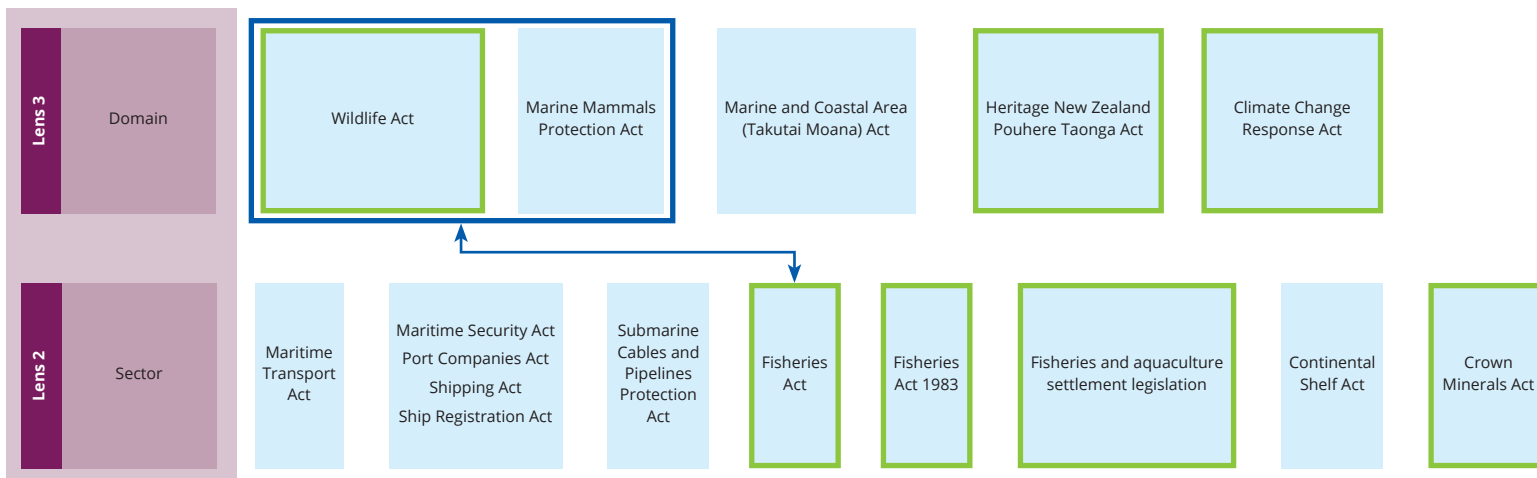 Lens 3
Domain
Wildlife Act
Marine Mammals
Protection Act
Marine and Coastal Area
(Takutai Moana) Act
Heritage New Zealand
Pouhere Taonga Act
Climate Change
Response Act
Lens 2
Sector
Maritime
Transport
Act
Maritime Security Act
Port Companies Act
Shipping Act
Ship Registration Act
Submarine
Cables and
Pipelines
Protection
Act
Fisheries
Act
Fisheries
Act 1983
Fisheries and aquaculture
settlement legislation
Continental
Shelf Act
Crown
Minerals Act